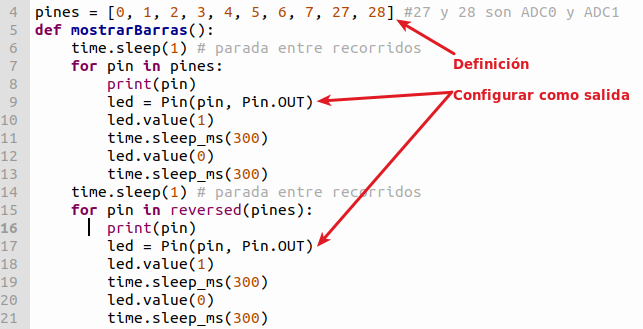 4 pines = [0, 1, 2, 3, 4, 5, 6, 7, 27, 28] #27 y 28 son ADC0 y ADC1
5 def mostrarBarras():
6     time.sleep(1) # parada entre recorridos
7     for pin in pines:
Definición
8         print(pin)
9         led = Pin(pin, Pin.OUT)
Configurar como salida
10         led.value(1)
11         time.sleep_ms(300)
12         led.value(0)
13         time.sleep_ms(300)
14     time.sleep(1) # parada entre recorridos
15     for pin in reversed(pines):
16         print(pin)
17         led = Pin(pin, Pin.OUT)
18         led.value(1)
19         time.sleep_ms(300)
20         led.value(0)
21         time.sleep_ms(300)